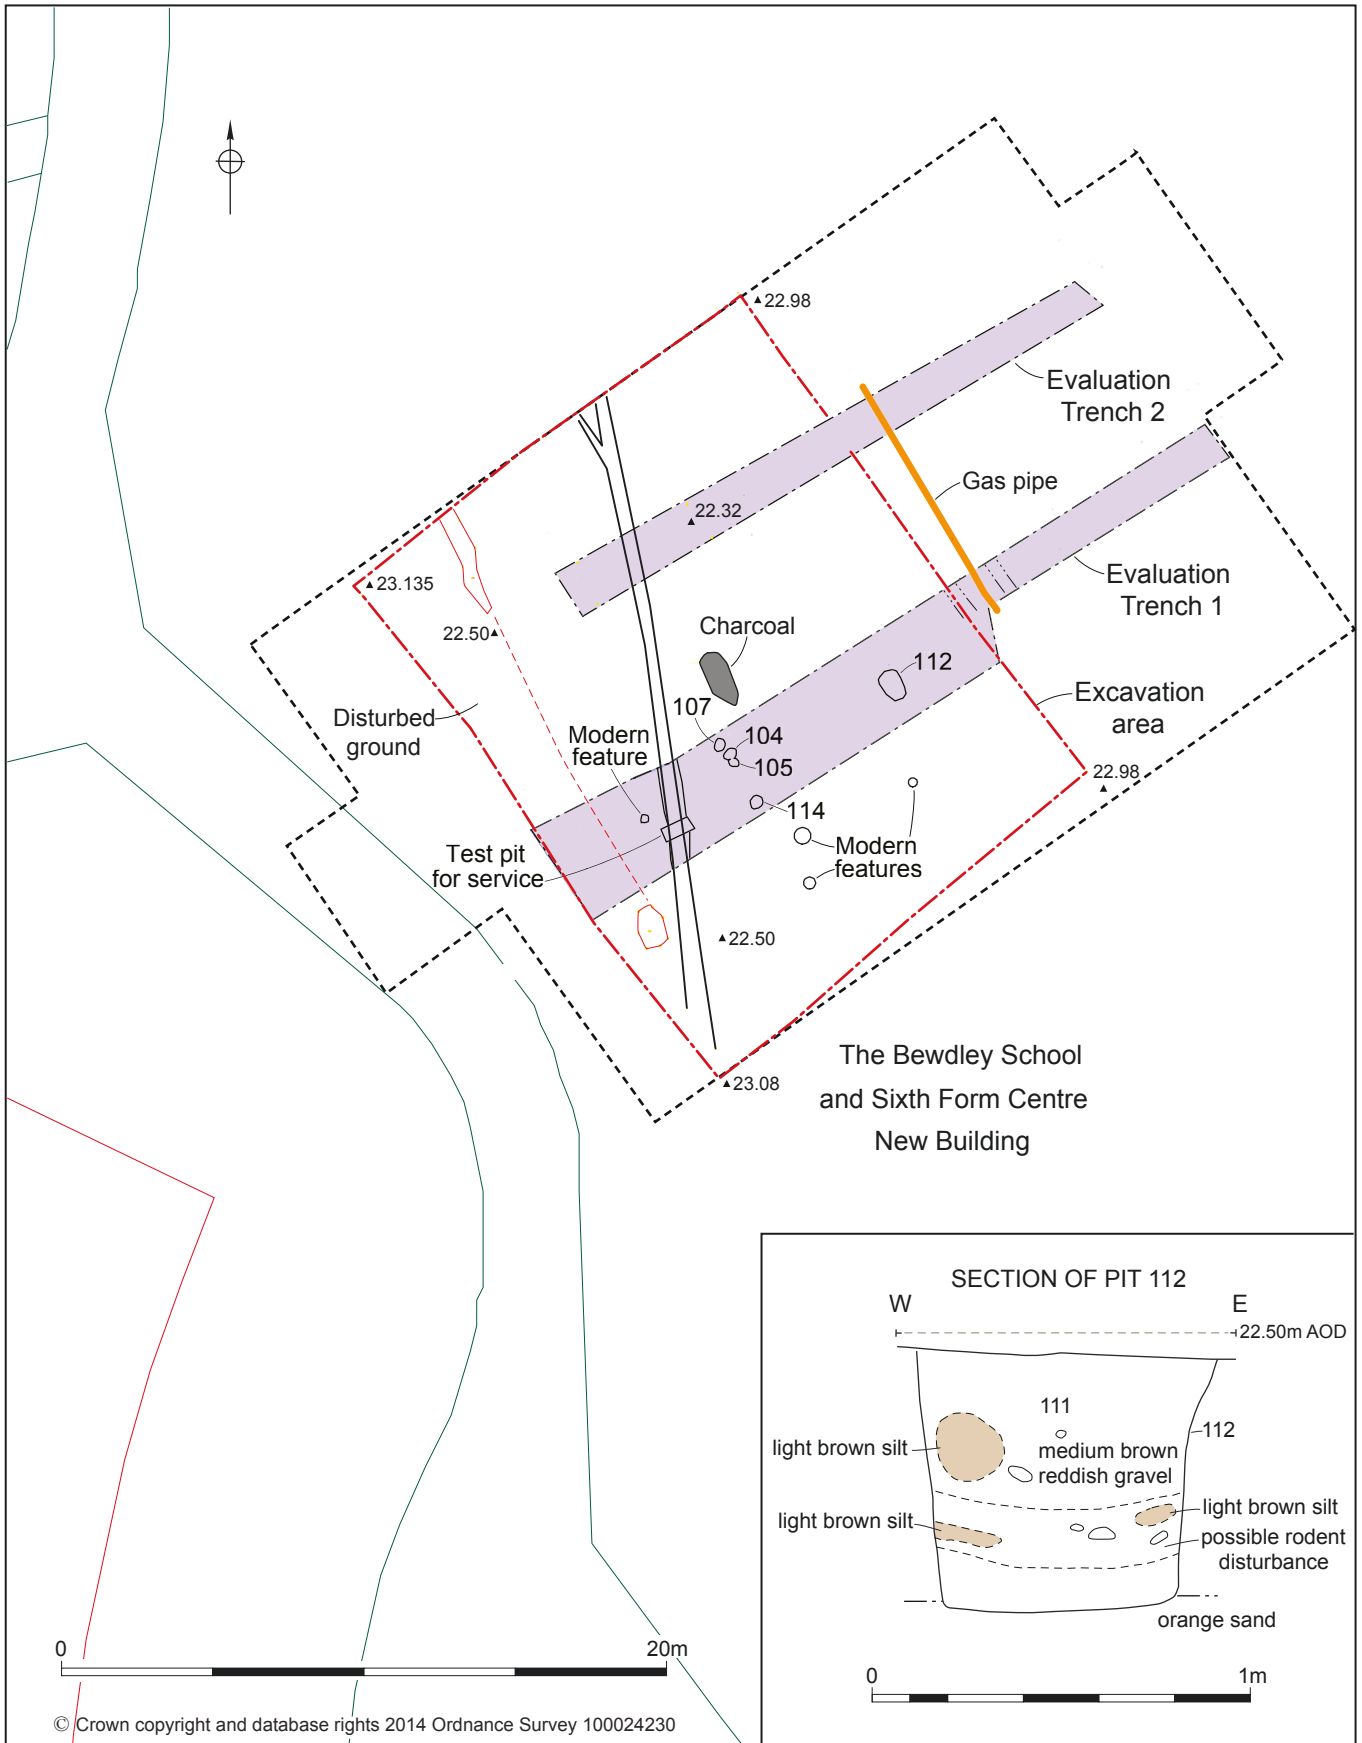 22.98
Evaluation
Trench 2
Gas pipe
22.32
23.135
Evaluation
Trench 1
22.50
Charcoal
112
Excavation
area
107
Disturbed
ground
Modern
feature
104
105
22.98
114
Modern
features
Test pit
for service
22.50
The Bewdley School
and Sixth Form Centre
New Building
23.08
SECTION OF PIT 112
W
E
22.50m AOD
111
112
light brown silt
medium brown
reddish gravel
light brown silt
light brown silt
possible rodent
disturbance
orange sand
0
20m
0
1m
© Crown copyright and database rights 2014 Ordnance Survey 100024230